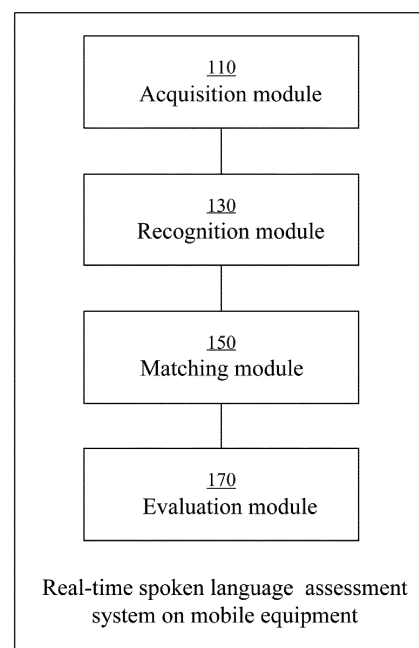 110
Acquisition module
130
Recognition module
150
Matching module
170
Evaluation module
Real-time spoken language assessment
system on mobile equipment